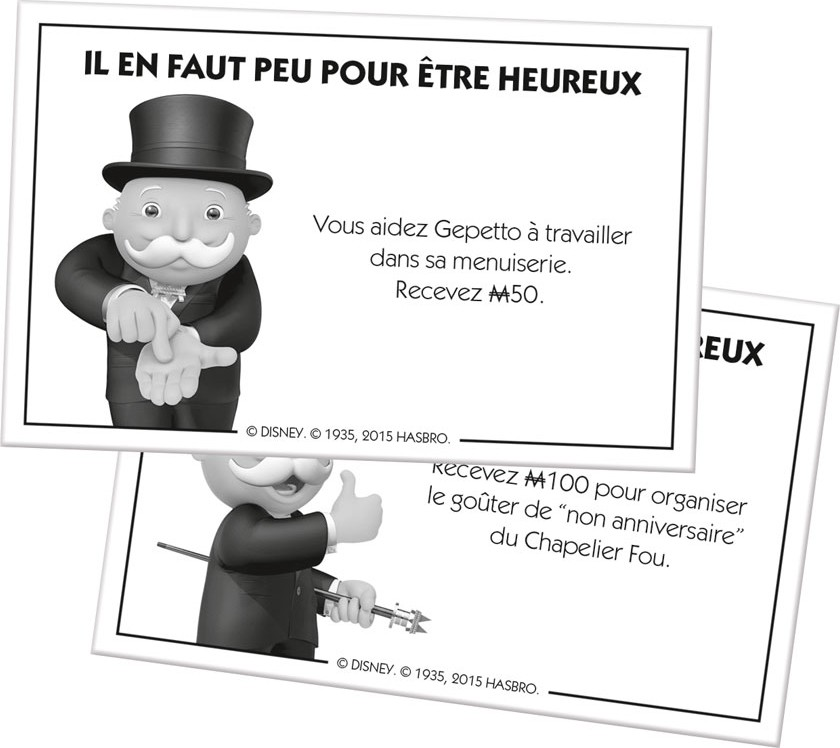 IL EN FAUT PEU POUR ÊTRE HEUREUX
Vous aidez Gepetto à travailler
dans sa menuiserie.
Recevez ₩50.
© DISNEY. © 1935, 2015 HASBRO.
REUX
Recevez ₩100 pour organiser
le goûter de “non anniversaire”
du Chapelier Fou.
© DISNEY. © 1935, 2015 HASBRO.